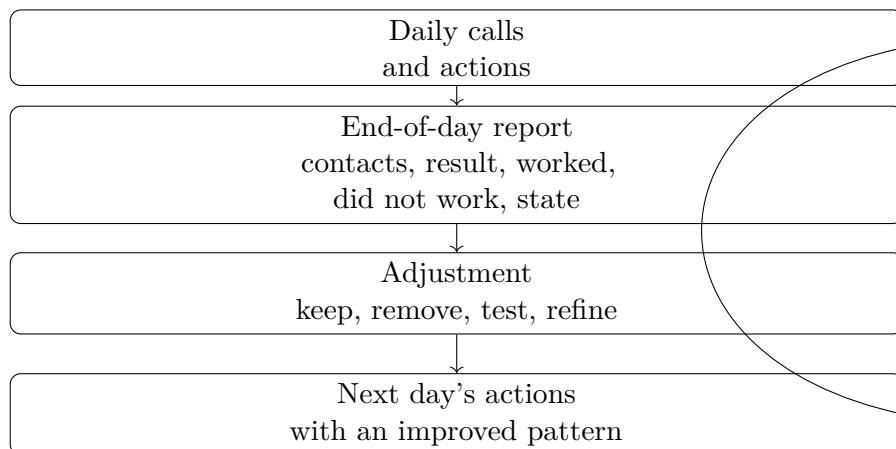 Daily calls
and actions
End-of-day report
contacts, result, worked,
did not work, state
Adjustment
keep, remove, test, refine
Next day's actions
with an improved pattern